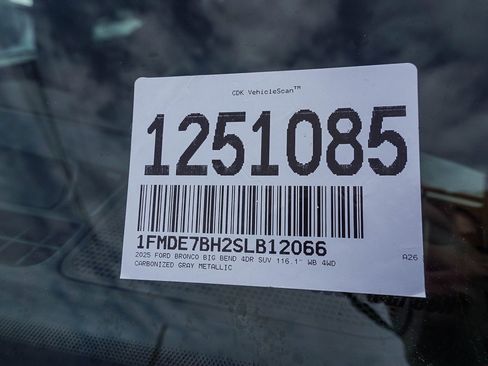 CDK VehicleScan™
1251085
1FMDE7BH2SLB12066
2025 FORD BRONCO BIG BEND 4DR SUV 116.1" WB 4WD A26
CARBONIZED GRAY METALLIC